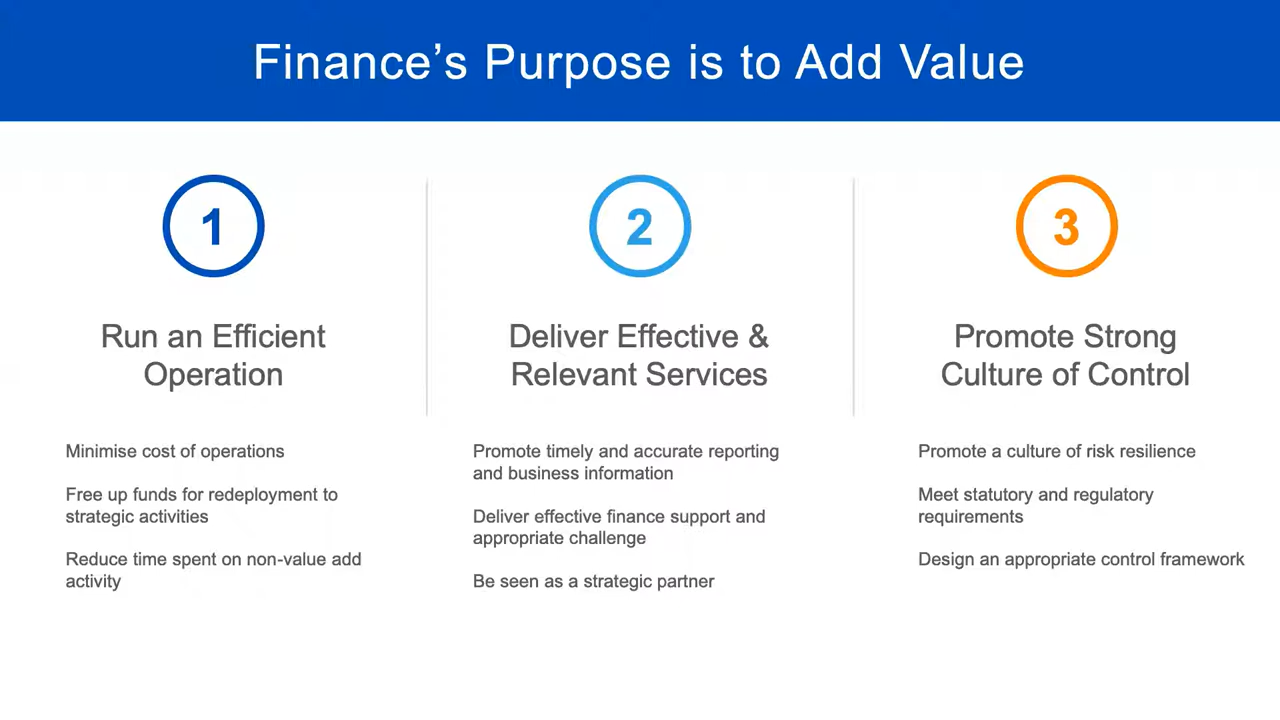 Finance’s Purpose is to Add Value
1
Run an Efficient
Operation
Minimise cost of operations
Free up funds for redeployment to
strategic activities
Reduce time spent on non-value add
activity
2
Deliver Effective &
Relevant Services
Promote timely and accurate reporting
and business information
Deliver effective finance support and
appropriate challenge
Be seen as a strategic partner
3
Promote Strong
Culture of Control
Promote a culture of risk resilience
Meet statutory and regulatory
requirements
Design an appropriate control framework